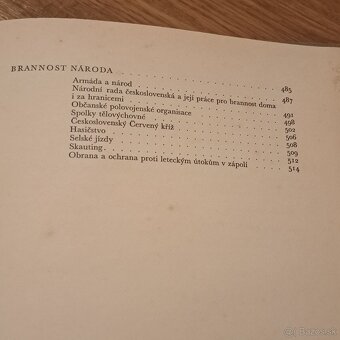 BRANNOST NÁRODA
Armáda a národ 485
Národní rada československá a její práce pro brannost doma
i za hranicemi 487
Občanské polovojenské organisace 491
Spolky tělovýchovné 498
Československý Červený kříž 502
Hasičstvo 506
Selské jízdy 508
Skauting 509
Obrana a ochrana proti leteckým útokům v zápolí 512
514